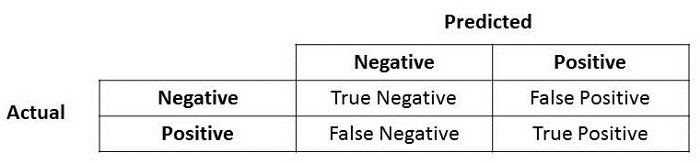 Predicted
Negative Positive
Actual
Negative True Negative False Positive
Positive False Negative True Positive